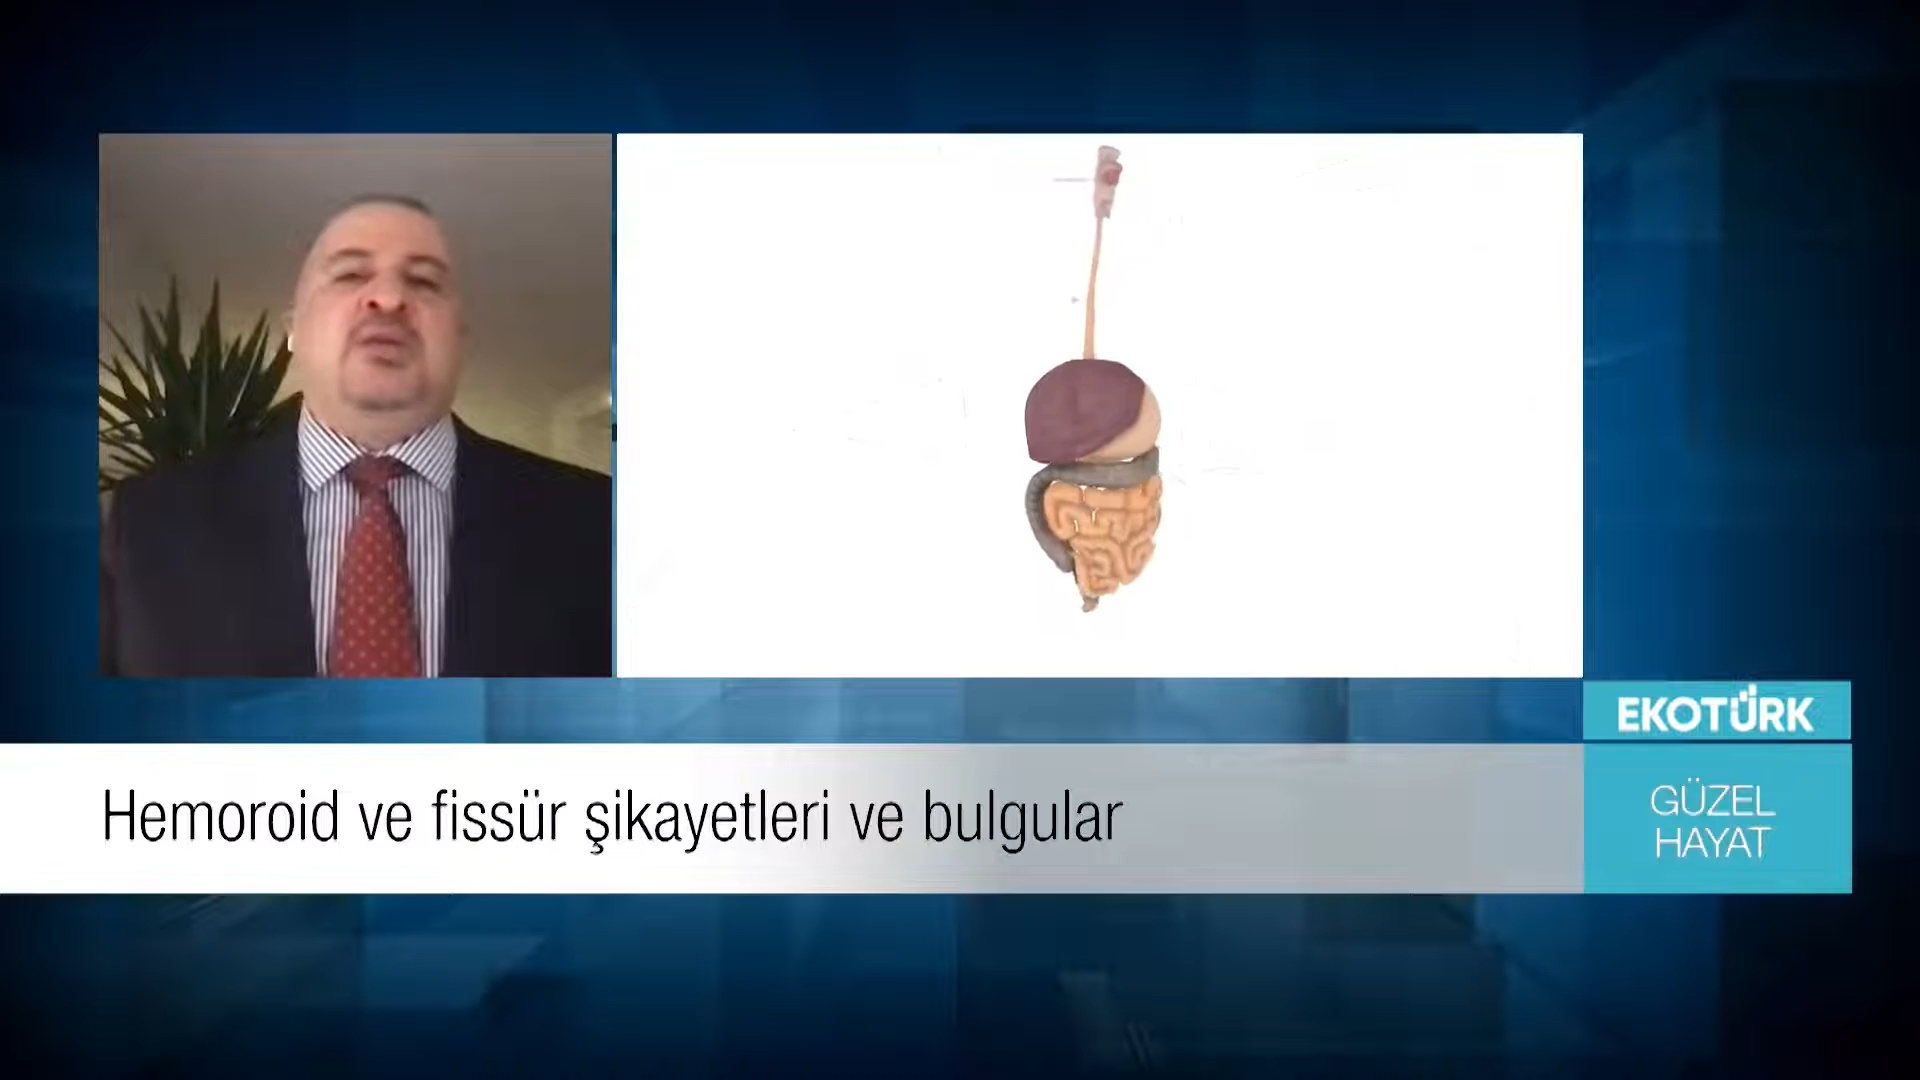 EKOTÜRK
Hemoroid ve fissür şikayetleri ve bulgular
GÜZEL
HAYAT